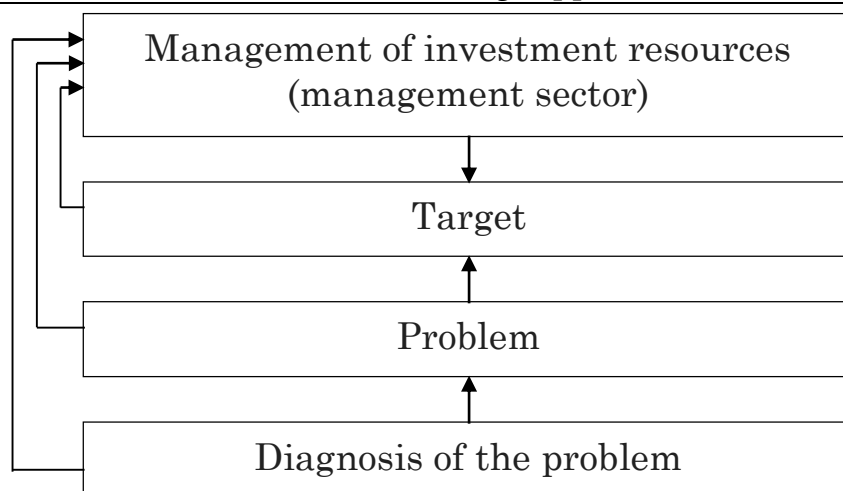 Management of investment resources
(management sector)
Target
Problem
Diagnosis of the problem